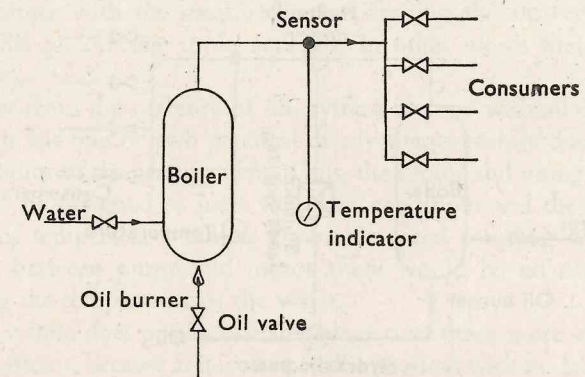 Sensor
Consumers
Boiler
Water
Temperature
indicator
Oil burner
Oil valve